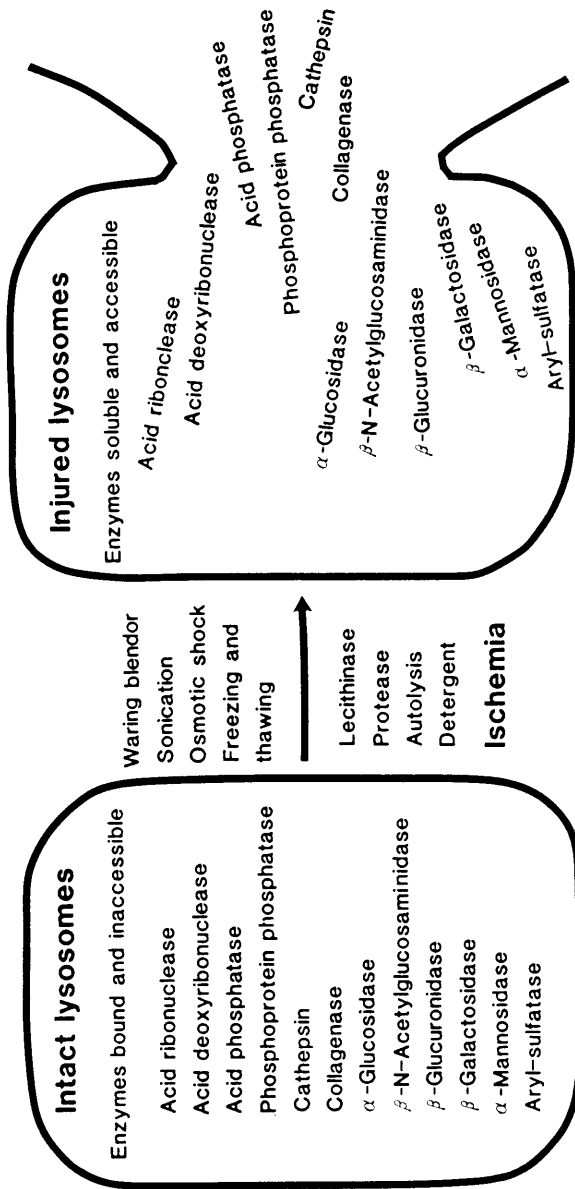 Intact lysosomes
Enzymes bound and inaccessible
Acid ribonuclease
Acid deoxyribonuclease
Acid phosphatase
Phosphoprotein phosphatase
Cathepsin
Collagenase
α-Glucosidase
β-N-Acetylglucosaminidase
β-Glucuronidase
β-Galactosidase
α-Mannosidase
Aryl-sulfatase
Waring blendor
Sonication
Osmotic shock
Freezing and
thawing
Lecithinase
Protease
Autolysis
Detergent
Ischemia
Injured lysosomes
Enzymes soluble and accessible
Acid ribonclease
Acid deoxyribonuclease
Acid phosphatase
Phosphoprotein phosphatase
Cathepsin
Collagenase
α-Glucosidase
β-N-Acetylglucosaminidase
β-Glucuronidase
β-Galactosidase
α-Mannosidase
Aryl-sulfatase